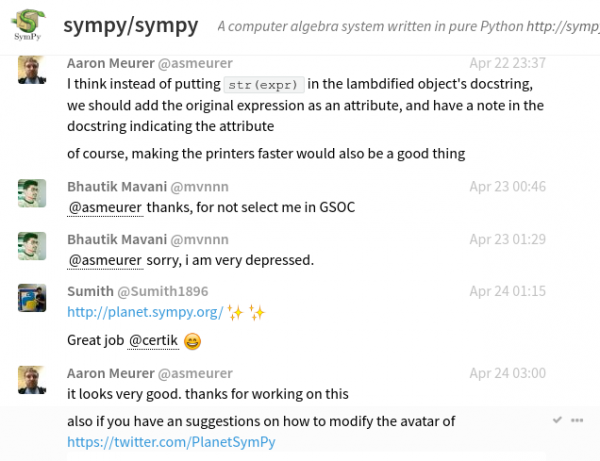 SymPy
sympy/sympy
A computer algebra system written in pure Python http://symp
Aaron Meurer @asmeurer
Apr 22 23:37
I think instead of putting str(expr) in the lambdified object's docstring,
we should add the original expression as an attribute, and have a note in the
docstring indicating the attribute
of course, making the printers faster would also be a good thing
Bhautik Mavani @mvnnn
Apr 23 00:46
@asmeurer thanks, for not select me in GSOC
Bhautik Mavani @mvnnn
Apr 23 01:29
@asmeurer sorry, i am very depressed.
Sumith @Sumith1896
Apr 24 01:15
http://planet.sympy.org/ ✨ ✨
Great job @certik 😄
Aaron Meurer @asmeurer
Apr 24 03:00
it looks very good. thanks for working on this
also if you have an suggestions on how to modify the avatar of
https://twitter.com/PlanetSymPy